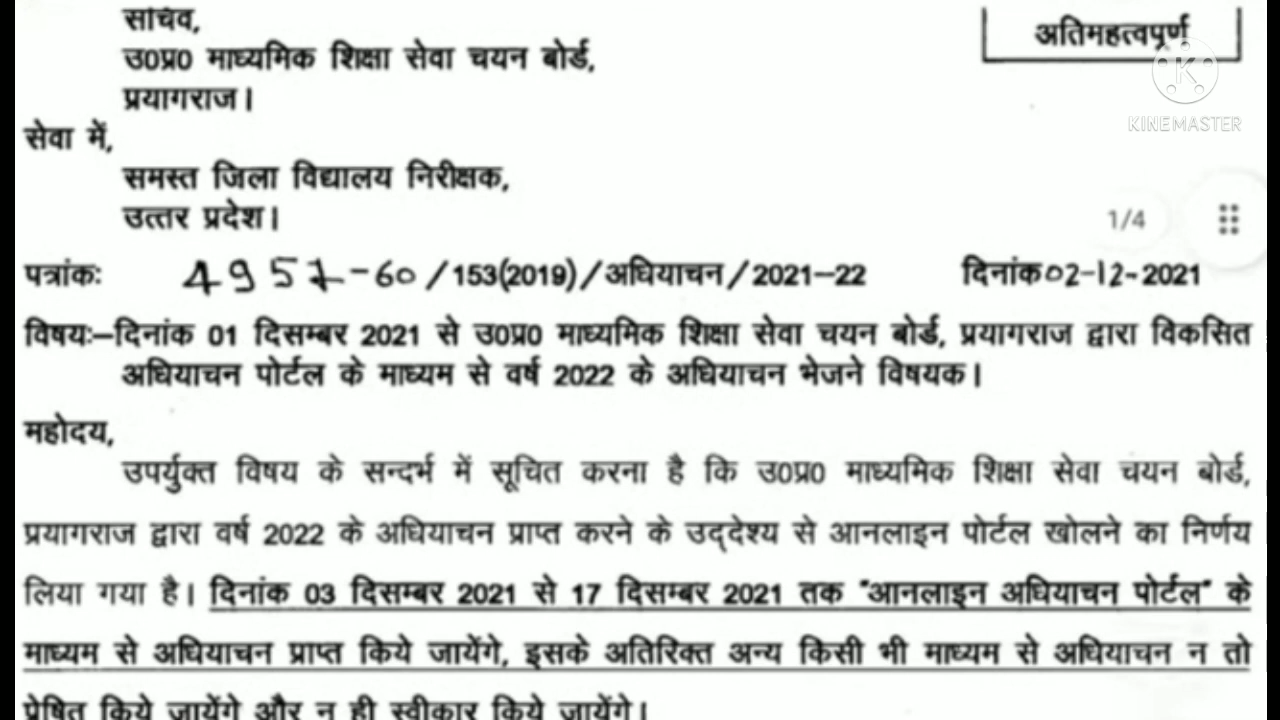 सचिव,
अतिमहत्वपूर्ण
उ0प्र0 माध्यमिक शिक्षा सेवा चयन बोर्ड,
प्रयागराज।
KINEMASTER
सेवा में,
समस्त जिला विद्यालय निरीक्षक,
उत्तर प्रदेश।
1/4
पत्रांकः 4957-60/153(2019)/अधियाचन/2021-22 दिनांक 02-12-2021
विषयः-दिनांक 01 दिसम्बर 2021 से उ0प्र0 माध्यमिक शिक्षा सेवा चयन बोर्ड, प्रयागराज द्वारा विकसित
अधियाचन पोर्टल के माध्यम से वर्ष 2022 के अधियाचन भेजने विषयक।
महोदय,
उपर्युक्त विषय के सन्दर्भ में सूचित करना है कि उ0प्र0 माध्यमिक शिक्षा सेवा चयन बोर्ड,
प्रयागराज द्वारा वर्ष 2022 के अधियाचन प्राप्त करने के उद्देश्य से आनलाइन पोर्टल खोलने का निर्णय
लिया गया है। दिनांक 03 दिसम्बर 2021 से 17 दिसम्बर 2021 तक "आनलाइन अधियाचन पोर्टल" के
माध्यम से अधियाचन प्राप्त किये जायेंगे, इसके अतिरिक्त अन्य किसी भी माध्यम से अधियाचन न तो
प्रेषित किये जायेंगे और न ही स्वीकार किये जायेंगे।